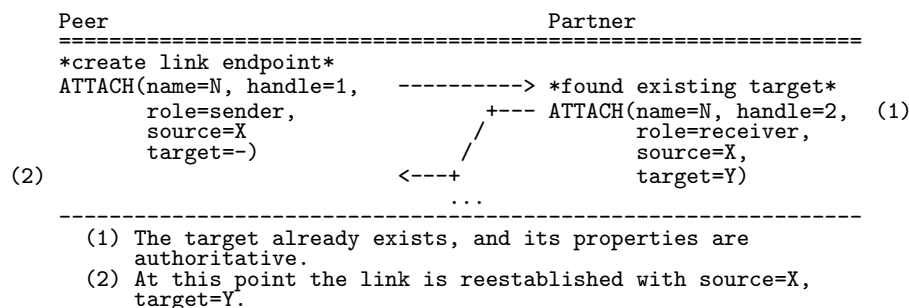 Peer Partner
================================================================
*create link endpoint*
ATTACH(name=N, handle=1, ----------> *found existing target*
role=sender, +--- ATTACH(name=N, handle=2, (1)
source=X / role=receiver,
target=-) / source=X,
(2) <---+ target=Y)
...
----------------------------------------------------------------
(1) The target already exists, and its properties are
authoritative.
(2) At this point the link is reestablished with source=X,
target=Y.